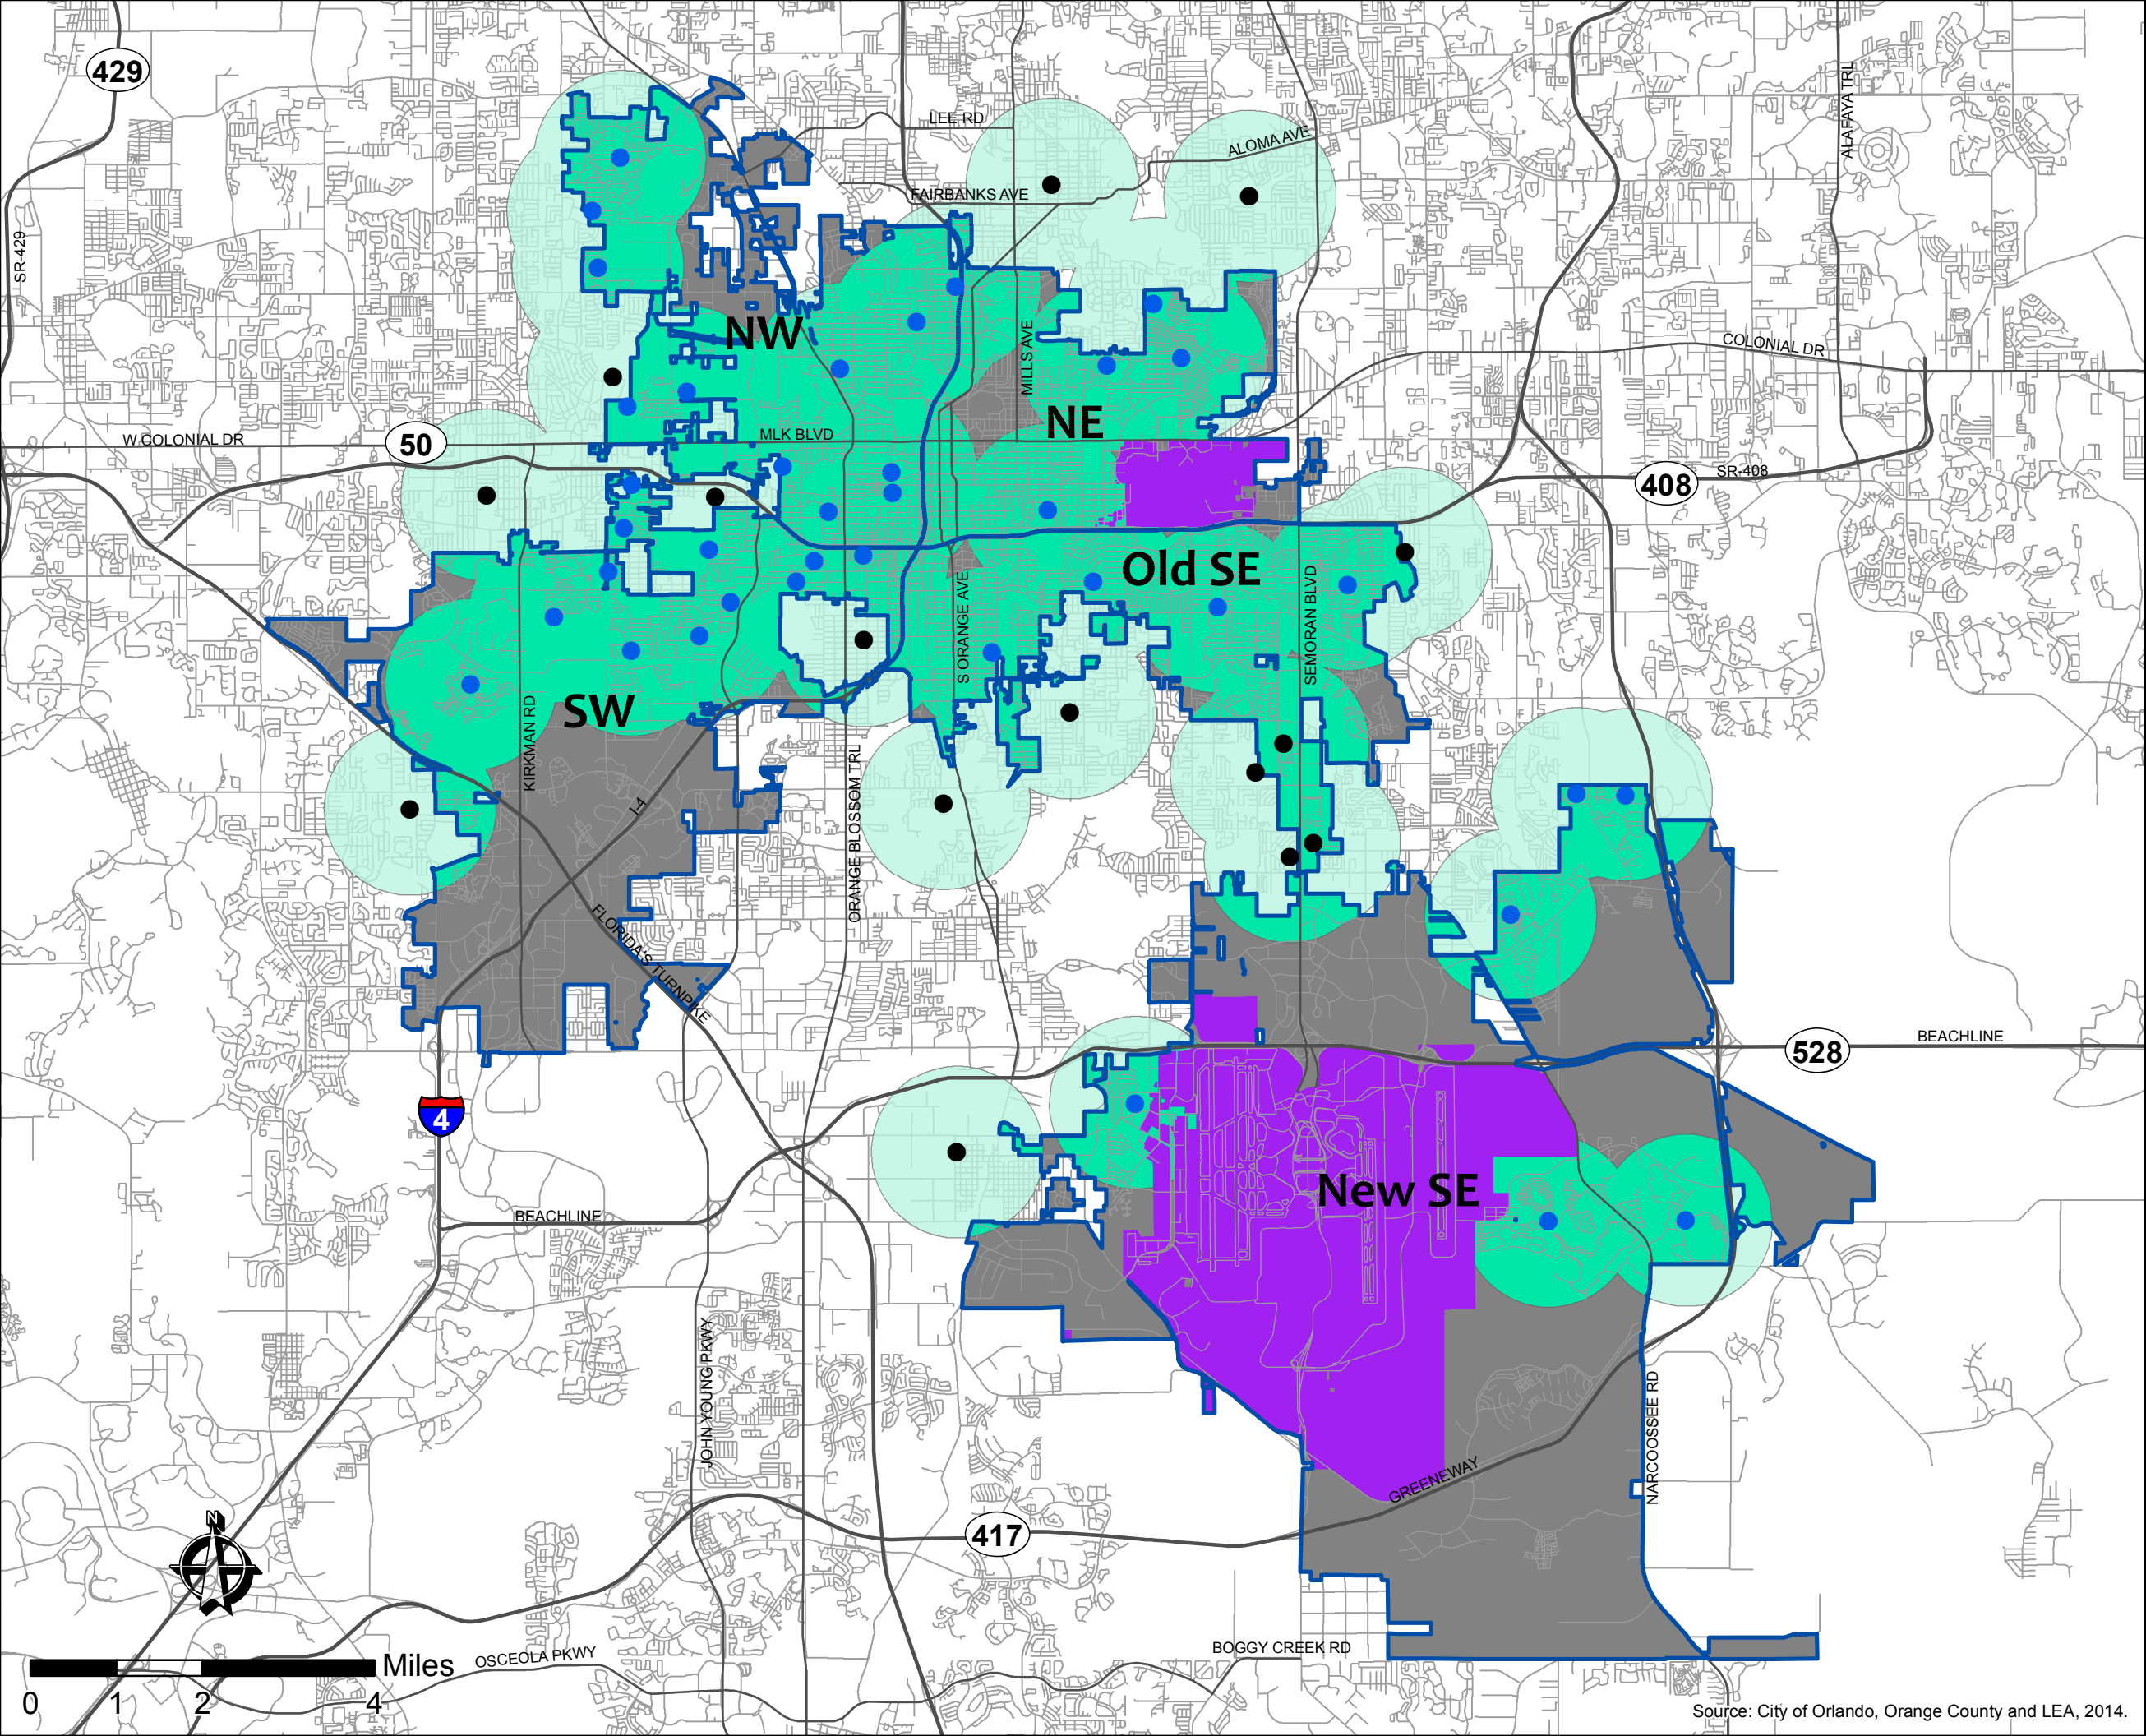 429
ALAFAYA TRL
LEE RD
ALOMA AVE
FAIRBANKS AVE
SR-429
NW
MILLS AVE
COLONIAL DR
NE
W COLONIAL DR
50
MLK BLVD
SR-408
408
Old SE
S ORANGE AVE
SEMORAN BLVD
SW
KIRKMAN RD
I-4
ORANGE BLOSSOM TRL
FLORIDA'S TURNPIKE
BEACHLINE
528
4
New SE
BEACHLINE
JOHN YOUNG PKWY
NARCOOSSEE RD
GREENEWAY
417
N
BOGGY CREEK RD
OSCEOLA PKWY
Miles
0 1 2 4
Source: City of Orlando, Orange County and LEA, 2014.